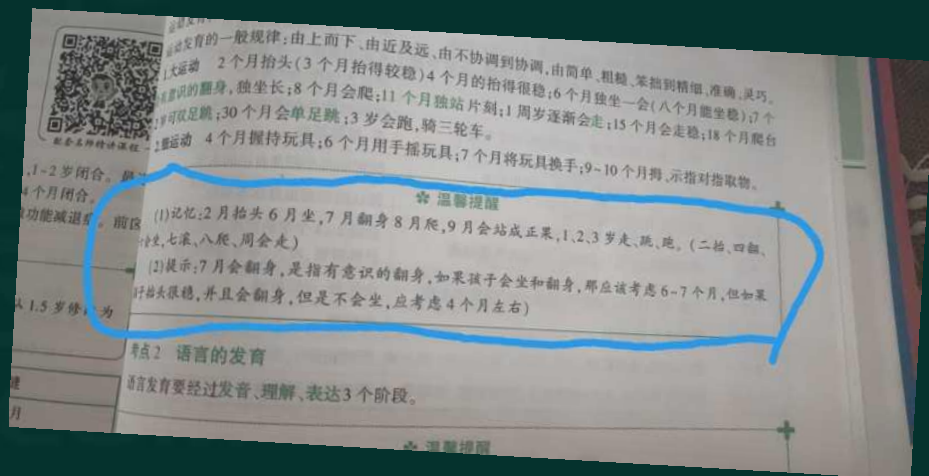 运动发育的一般规律:由上而下、由近及远、由不协调到协调,由简单、粗糙、笨拙到精细、准确、灵巧。
1.大运动 2个月抬头(3个月抬得较稳)4个月的抬得很稳;6个月独坐一会(八个月能坐稳);7个
有意识的翻身,独坐长;8个月会爬;11个月独站片刻;1周岁逐渐会走;15个月会走稳;18个月爬台
可双足跳;30个月会单足跳;3岁会跑,骑三轮车。
运动 4个月握持玩具;6个月用手摇玩具;7个月将玩具换手;9~10个月拇、示指对指取物。
配套名师精讲课程
,1~2岁闭合。
4个月闭合。
功能减退
前囟
1.5岁
为
月
温馨提醒
(1)记忆:2月抬头6月坐,7月翻身8月爬,9月会站成正果,1、2、3岁走、跳、跑。(二抬、四翻、
会坐,七滚、八爬、周会走)
(2)提示:7月会翻身,是指有意识的翻身,如果孩子会坐和翻身,那应该考虑6~7个月,但如果
抬头很稳,并且会翻身,但是不会坐,应考虑4个月左右)
考点2 语言的发育
语言发育要经过发音、理解、表达3个阶段。
温馨提醒